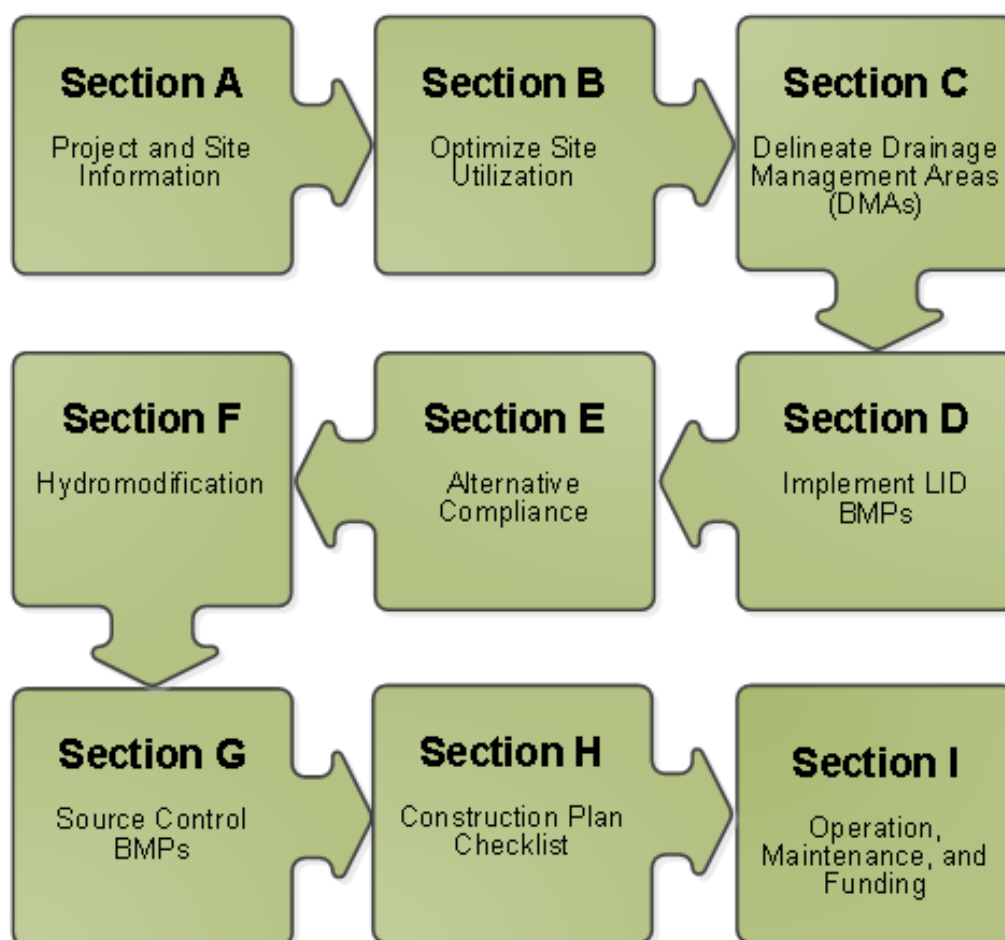 Section A
Project and Site
Information
Section B
Optimize Site
Utilization
Section C
Delineate Drainage
Management Areas
(DMAs)
Section D
Implement LID
BMPs
Section E
Alternative
Compliance
Section F
Hydromodification
Section G
Source Control
BMPs
Section H
Construction Plan
Checklist
Section I
Operation,
Maintenance, and
Funding